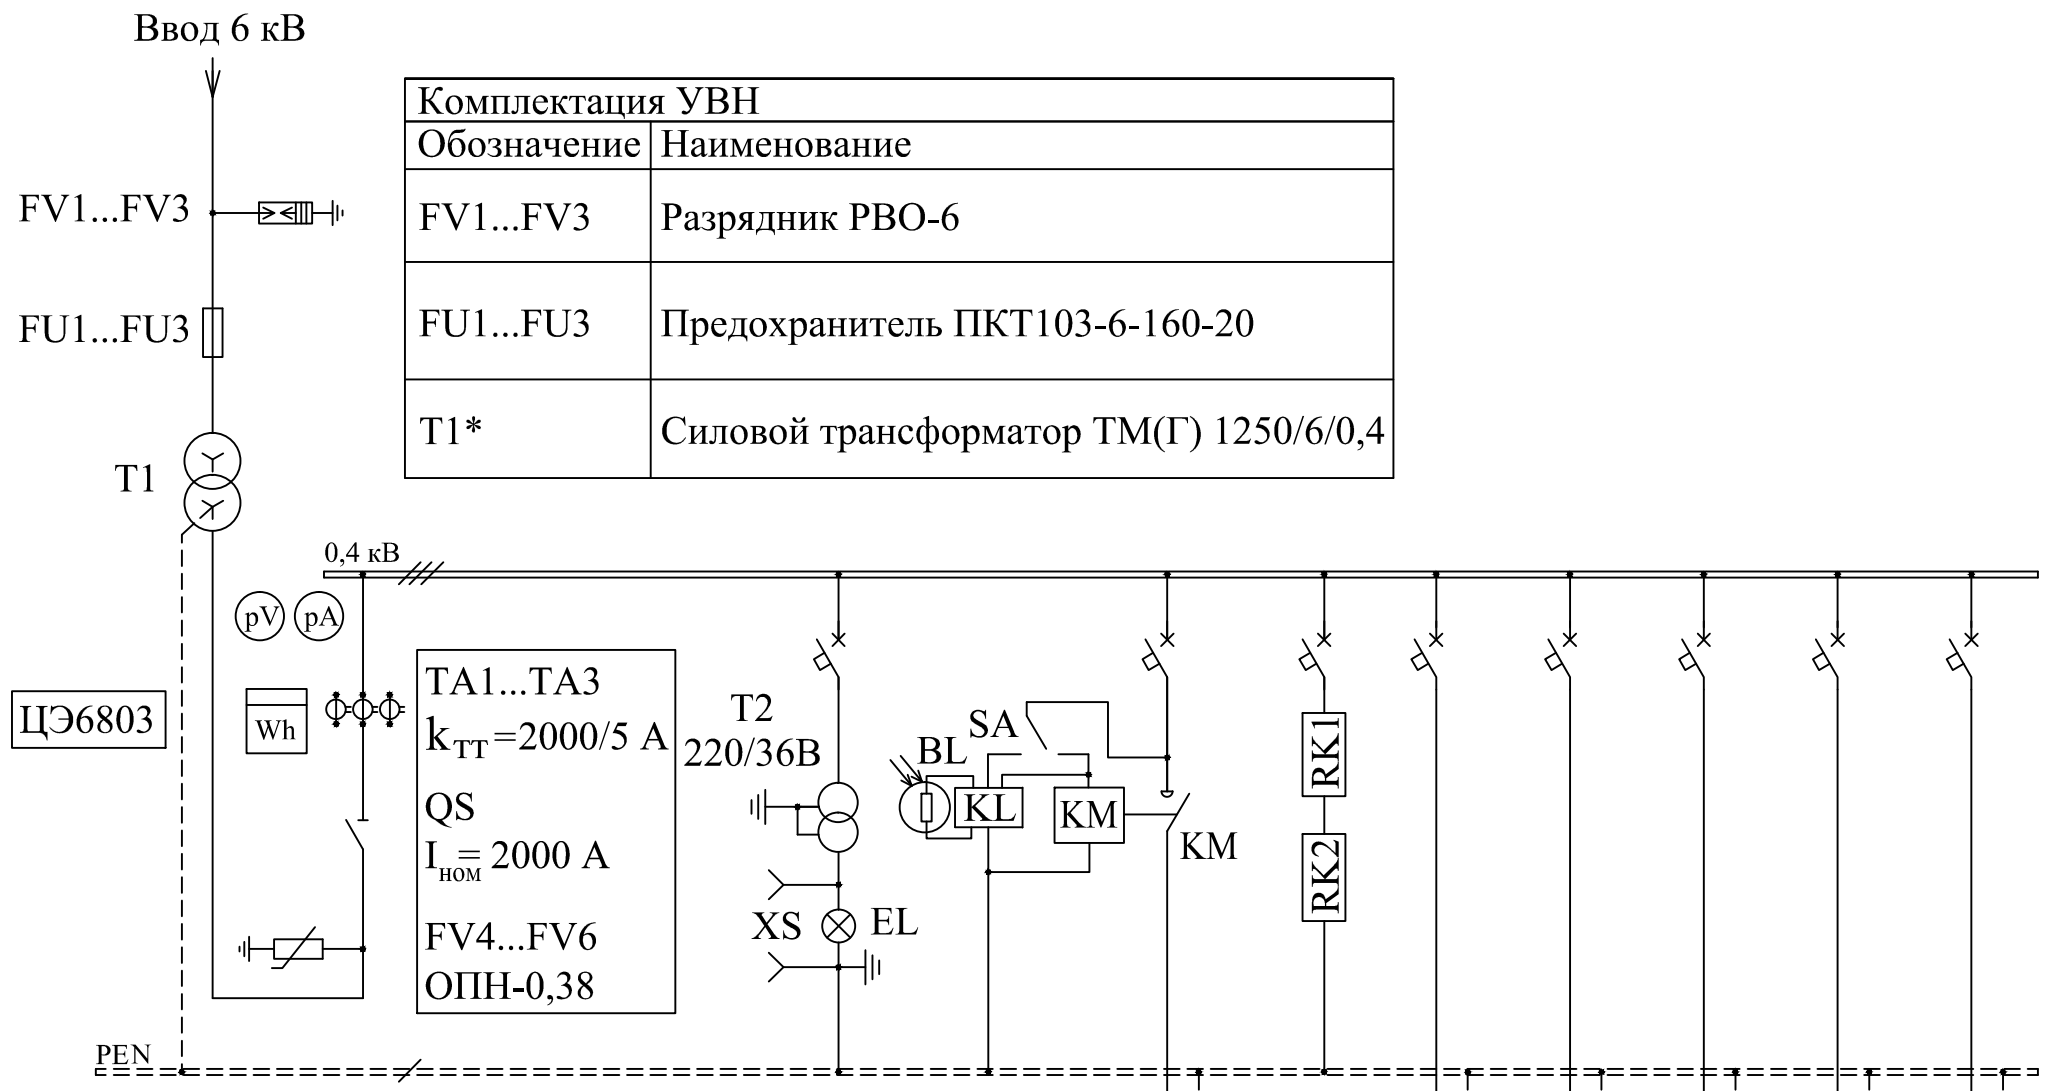 Ввод 6 кВ
Комплектация УВН
Обозначение Наименование
FV1...FV3
FV1...FV3 Разрядник РВО-6
FU1...FU3
FU1...FU3 Предохранитель ПКТ103-6-160-20
T1* Силовой трансформатор ТМ(Г) 1250/6/0,4
T1
0,4 кВ
pV pA
ЦЭ6803
Wh
TA1...TA3
kТТ=2000/5 А
QS
Iном= 2000 А
FV4...FV6
ОПН-0,38
T2
220/36В
XS
EL
SA
BL
KL
KM
KM
RK1
RK2
PEN